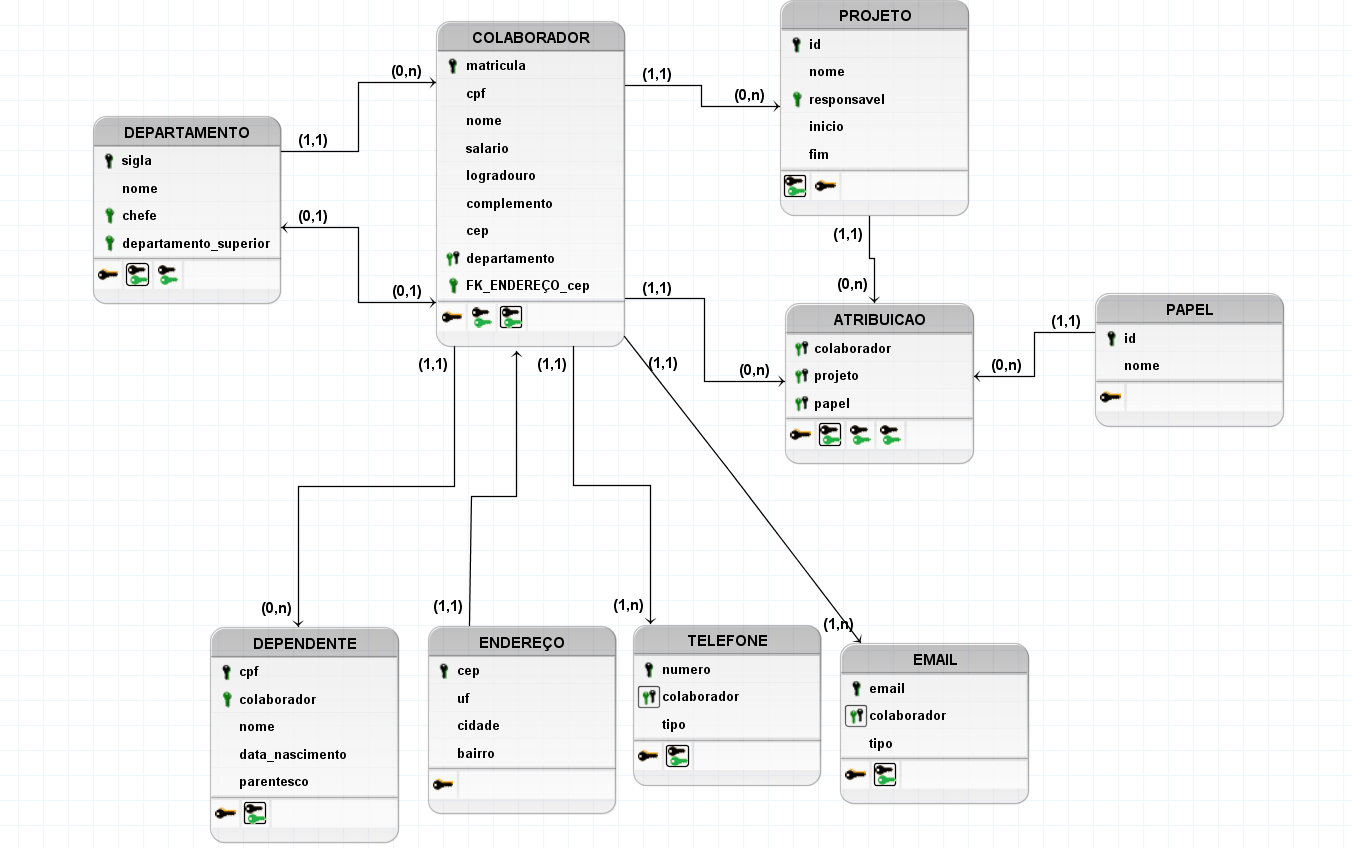 PROJETO
id
nome
responsavel
inicio
fim
COLABORADOR
matricula
cpf
nome
salario
logradouro
complemento
cep
departamento
FK_ENDEREÇO_cep
DEPARTAMENTO
sigla
nome
chefe
departamento_superior
(0,n)
(1,1)
(0,1)
(0,1)
(1,1)
(0,n)
(1,1)
(0,n)
(1,1)
(0,n)
ATRIBUICAO
colaborador
projeto
papel
(1,1)
(0,n)
PAPEL
id
nome
(1,1)
(1,1)
(1,1)
(0,n)
(1,1)
(1,n)
(1,n)
DEPENDENTE
cpf
colaborador
nome
data_nascimento
parentesco
ENDEREÇO
cep
uf
cidade
bairro
TELEFONE
numero
colaborador
tipo
EMAIL
email
colaborador
tipo